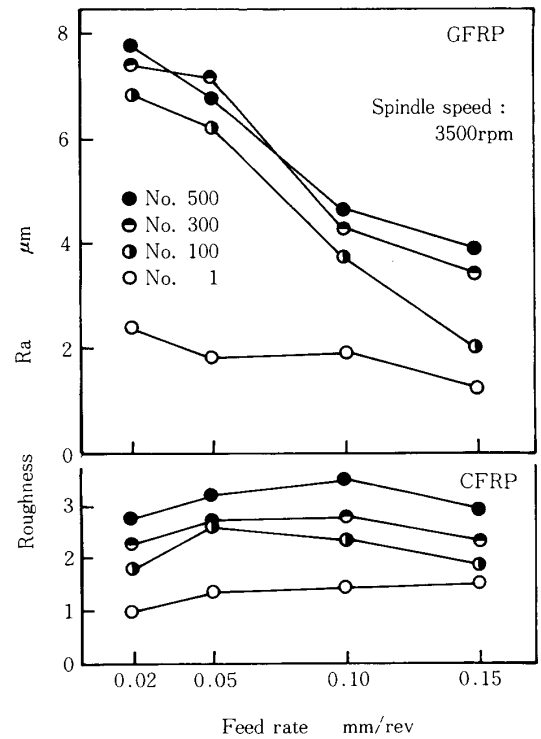 8
GFRP
Spindle speed :
3500rpm
6
No. 500
No. 300
No. 100
No. 1
4
2
0
Roughness Ra μm
CFRP
3
2
1
0
0.02 0.05 0.10 0.15
Feed rate mm/rev